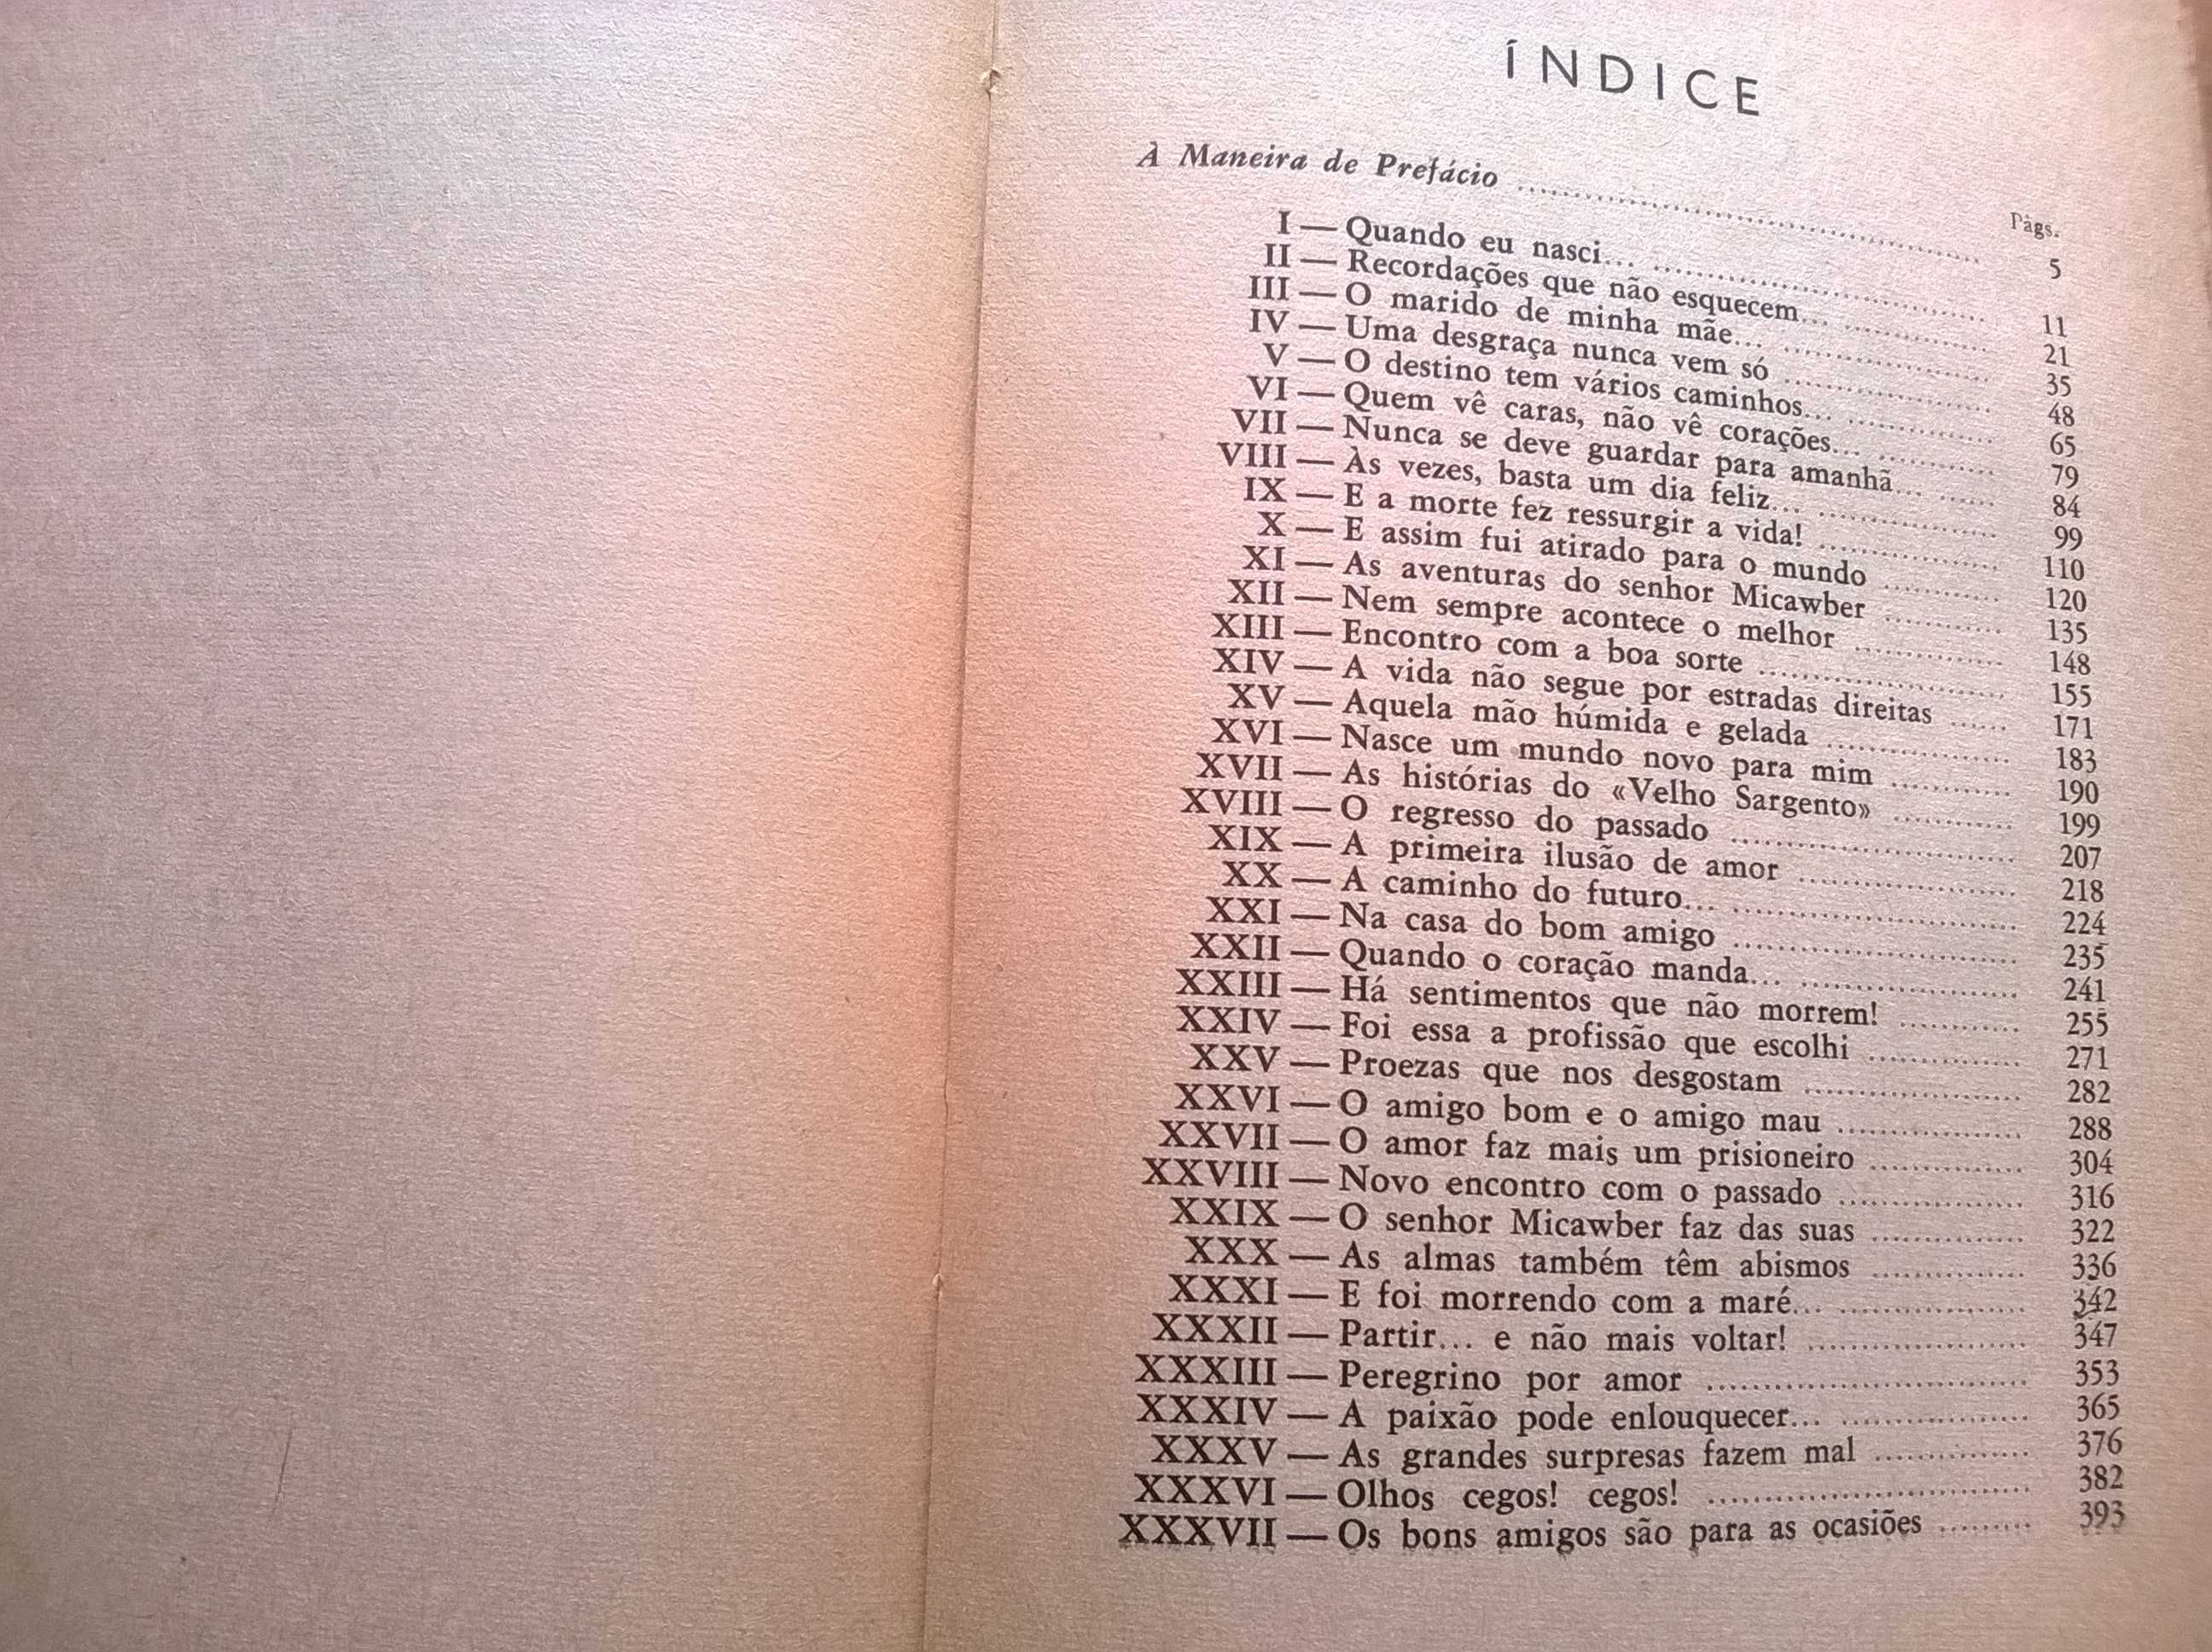 ÍNDICE
À Maneira de Prefácio ........................................ Págs. 5
I — Quando eu nasci... ........................................ 11
II — Recordações que não esquecem... .................. 21
III — O marido de minha mãe... ........................ 35
IV — Uma desgraça nunca vem só ........................ 48
V — O destino tem vários caminhos... .................. 65
VI — Quem vê caras, não vê corações... ............... 79
VII — Nunca se deve guardar para amanhã... ...... 84
VIII — Às vezes, basta um dia feliz... .................. 99
IX — E a morte fez ressurgir a vida! .................. 110
X — E assim fui atirado para o mundo ............... 120
XI — As aventuras do senhor Micawber ............... 135
XII — Nem sempre acontece o melhor .................. 148
XIII — Encontro com a boa sorte ........................ 155
XIV — A vida não segue por estradas direitas ...... 171
XV — Aquela mão húmida e gelada ..................... 183
XVI — Nasce um mundo novo para mim ............... 190
XVII — As histórias do «Velho Sargento» ............... 199
XVIII — O regresso do passado ........................... 207
XIX — A primeira ilusão de amor ........................ 218
XX — A caminho do futuro... ........................... 224
XXI — Na casa do bom amigo ........................... 235
XXII — Quando o coração manda... ..................... 241
XXIII — Há sentimentos que não morrem! ............ 255
XXIV — Foi essa a profissão que escolhi ............... 271
XXV — Proezas que nos desgostam ..................... 282
XXVI — O amigo bom e o amigo mau .................. 288
XXVII — O amor faz mais um prisioneiro ............... 304
XXVIII — Novo encontro com o passado .................. 316
XXIX — O senhor Micawber faz das suas ............... 322
XXX — As almas também têm abismos ............... 336
XXXI — E foi morrendo com a maré... .................. 342
XXXII — Partir... e não mais voltar! ..................... 347
XXXIII — Peregrino por amor ................................. 353
XXXIV — A paixão pode enlouquecer... .................. 365
XXXV — As grandes surpresas fazem mal ............... 376
XXXVI — Olhos cegos! cegos! ................................. 382
XXXVII — Os bons amigos são para as ocasiões ......... 393